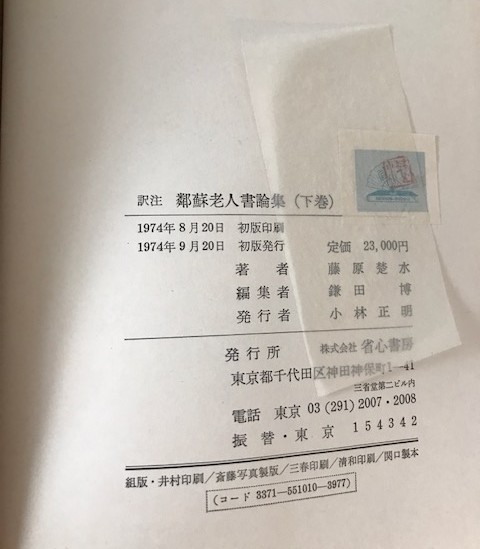 訳注 鄰蘇老人書論集(下巻)
1974年8月20日 初版印刷
1974年9月20日 初版発行 定価 23,000円
著者 藤原楚水
編集者 鎌田博
発行者 小林正明
発行所 株式会社 省心書房
東京都千代田区神田神保町1-41
三省堂第二ビル内
電話 東京 03(291)2007・2008
振替・東京 154342
組版・井村印刷/斎藤写真製版/三春印刷/清和印刷/関口製本
(コード 3371-551010-3977)